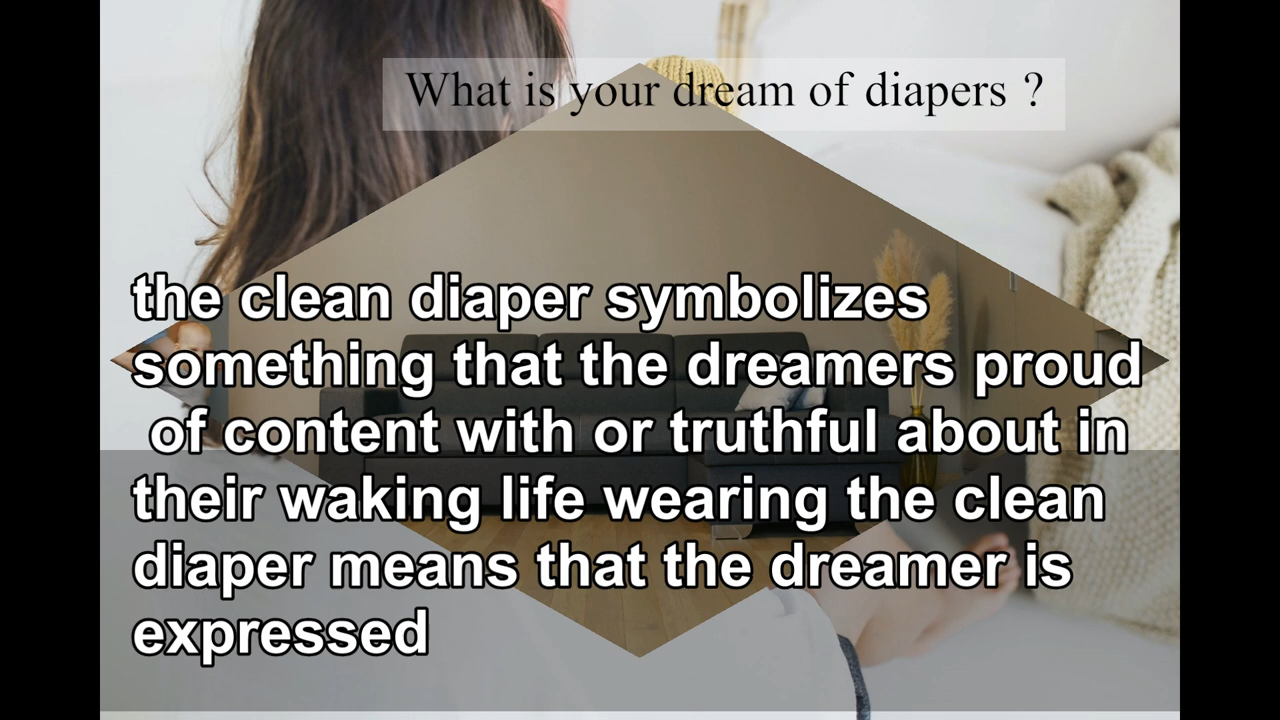 What is your dream of diapers ?
the clean diaper symbolizes
something that the dreamers proud
of content with or truthful about in
their waking life wearing the clean
diaper means that the dreamer is
expressed